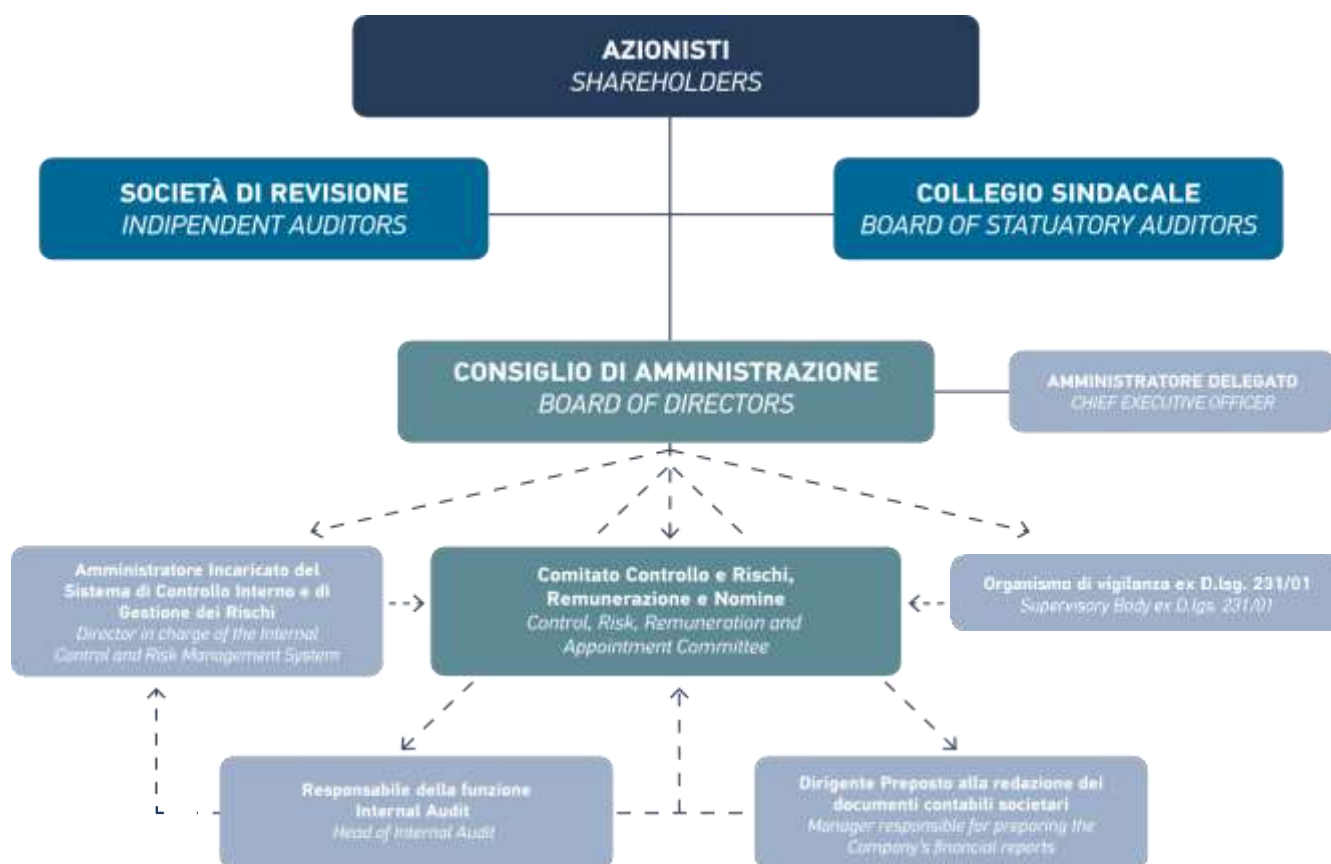 AZIONISTI
SHAREHOLDERS
SOCIETÀ DI REVISIONE
INDIPENDENT AUDITORS
COLLEGIO SINDACALE
BOARD OF STATUATORY AUDITORS
CONSIGLIO DI AMMINISTRAZIONE
BOARD OF DIRECTORS
AMMINISTRATORE DELEGATO
CHIEF EXECUTIVE OFFICER
Amministratore Incaricato del
Sistema di Controllo Interno e di
Gestione dei Rischi
Director in charge of the Internal
Control and Risk Management System
Comitato Controllo e Rischi,
Remunerazione e Nomine
Control, Risk, Remuneration and
Appointment Committee
Organismo di vigilanza ex D.lsg. 231/01
Supervisory Body ex D.lgs. 231/01
Responsabile della funzione
Internal Audit
Head of Internal Audit
Dirigente Preposto alla redazione dei
documenti contabili societari
Manager responsible for preparing the
Company's financial reports